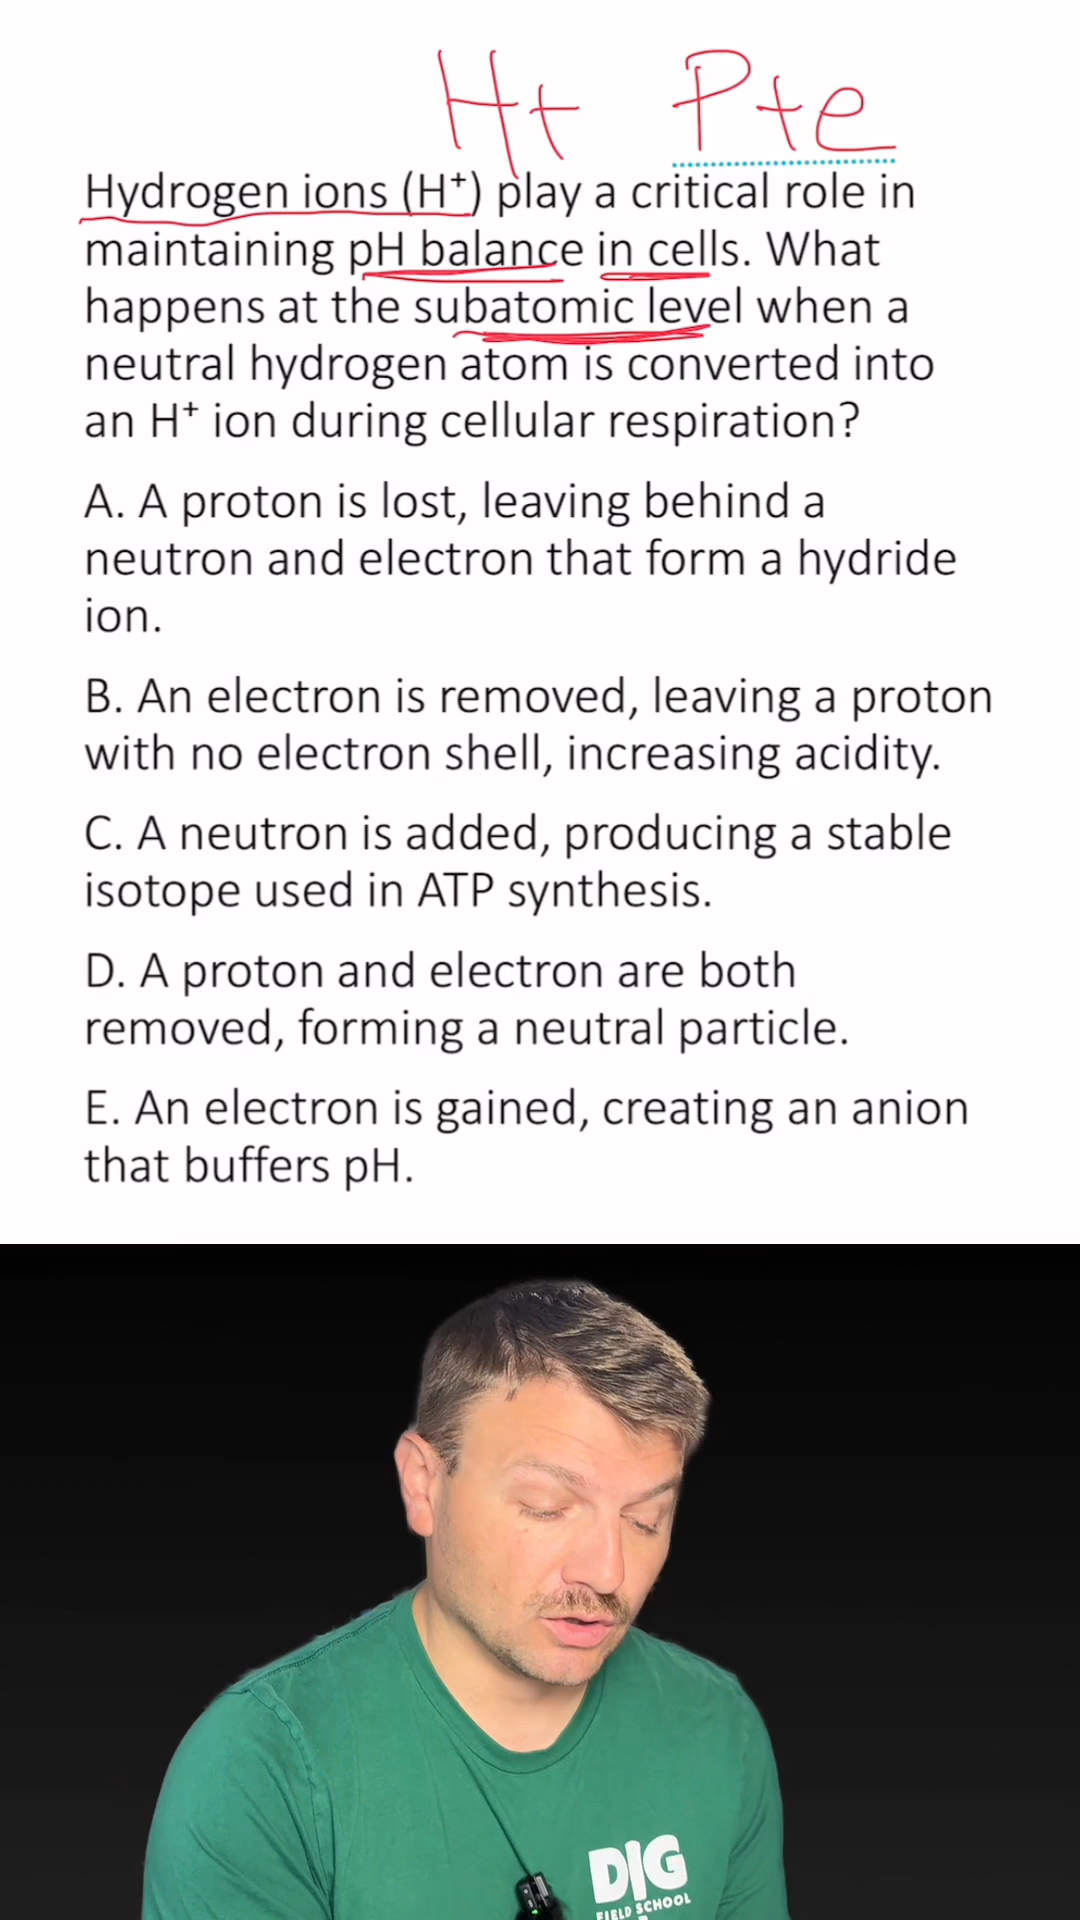 H+ P+e
Hydrogen ions (H⁺) play a critical role in
maintaining pH balance in cells. What
happens at the subatomic level when a
neutral hydrogen atom is converted into
an H⁺ ion during cellular respiration?
A. A proton is lost, leaving behind a
neutron and electron that form a hydride
ion.
B. An electron is removed, leaving a proton
with no electron shell, increasing acidity.
C. A neutron is added, producing a stable
isotope used in ATP synthesis.
D. A proton and electron are both
removed, forming a neutral particle.
E. An electron is gained, creating an anion
that buffers pH.
DIG
FIELD SCHOOL